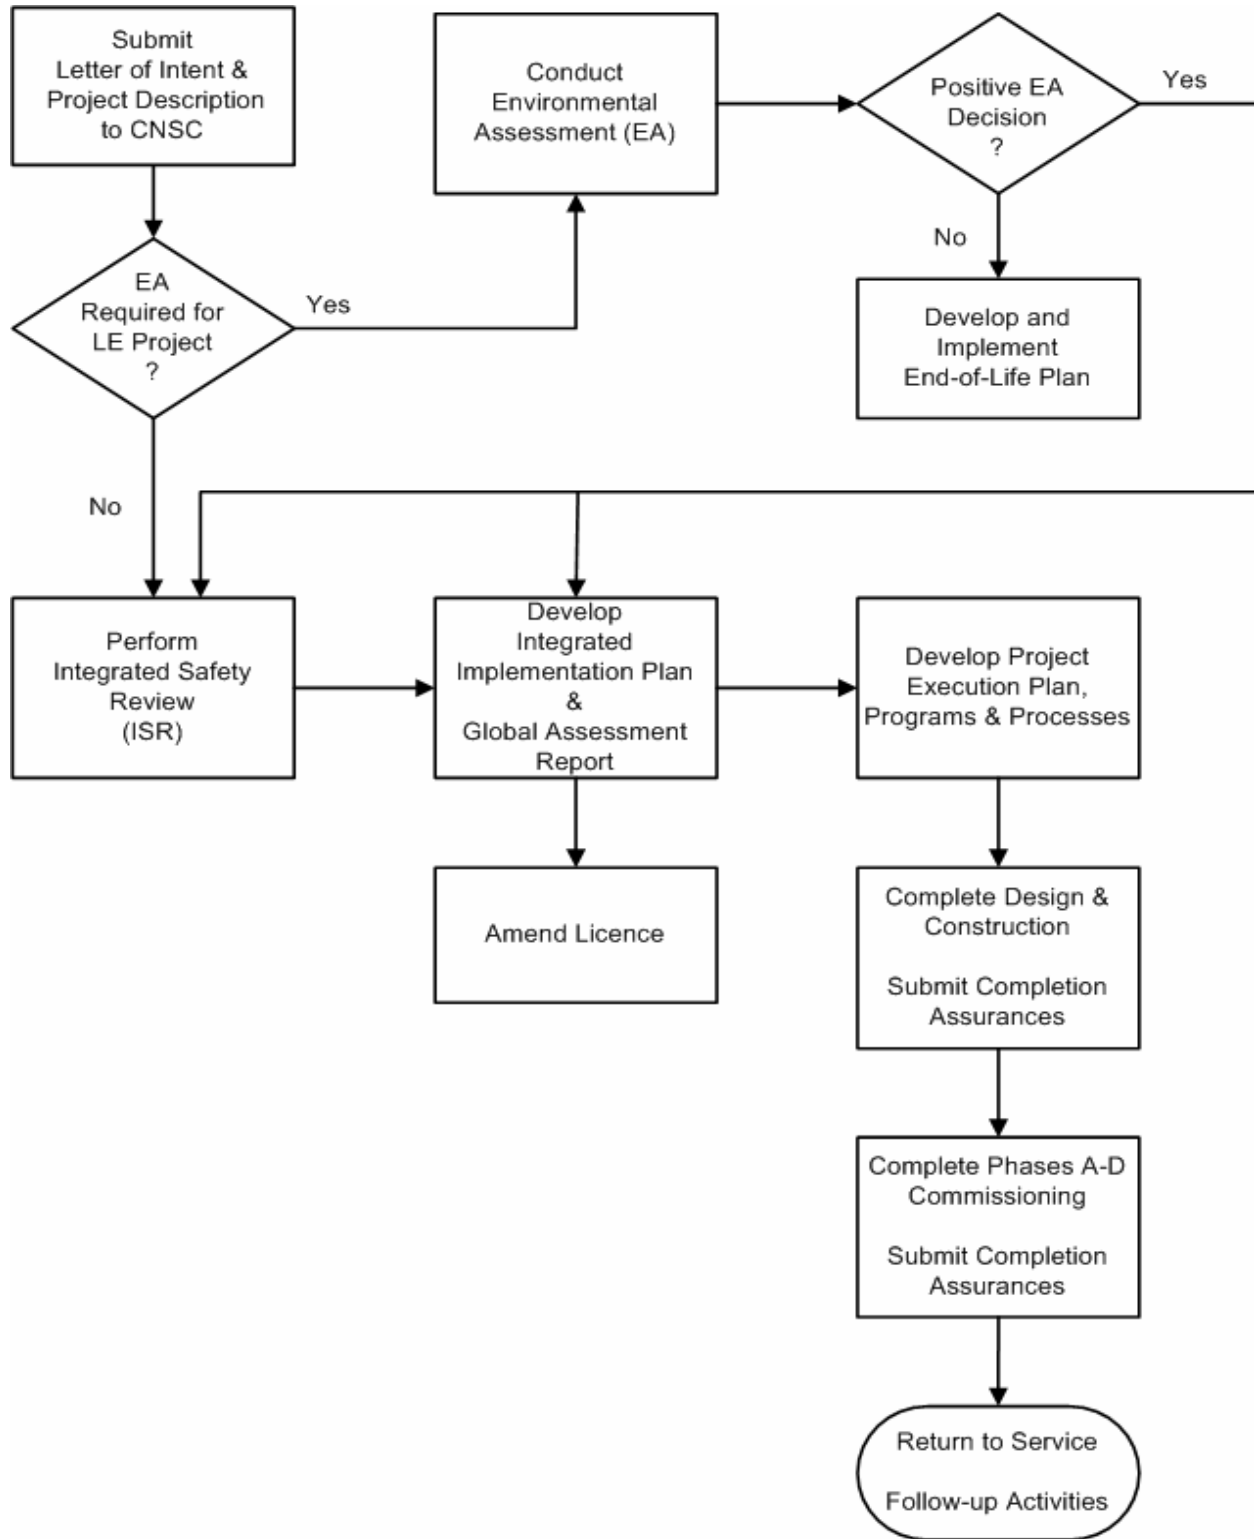 Submit
Letter of Intent &
Project Description
to CNSC
Conduct
Environmental
Assessment (EA)
Positive EA
Decision
?
Yes
No
EA
Required for
LE Project
?
Yes
Develop and
Implement
End-of-Life Plan
No
Perform
Integrated Safety
Review
(ISR)
Develop
Integrated
Implementation Plan
&
Global Assessment
Report
Develop Project
Execution Plan,
Programs & Processes
Amend Licence
Complete Design &
Construction
Submit Completion
Assurances
Complete Phases A-D
Commissioning
Submit Completion
Assurances
Return to Service
Follow-up Activities